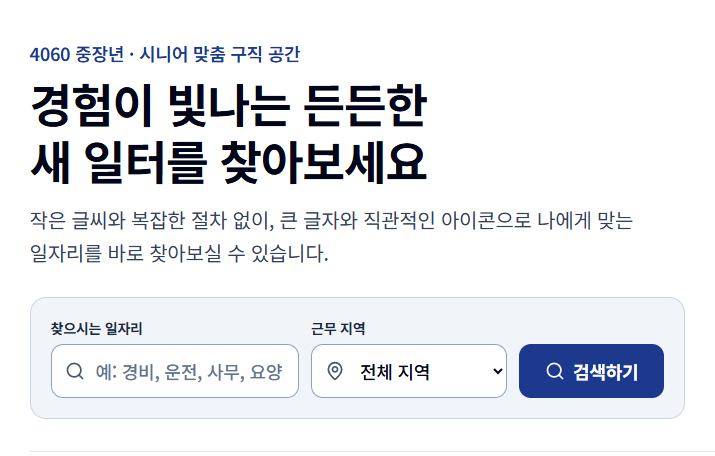 4060 중장년 · 시니어 맞춤 구직 공간
경험이 빛나는 든든한
새 일터를 찾아보세요
작은 글씨와 복잡한 절차 없이, 큰 글자와 직관적인 아이콘으로 나에게 맞는
일자리를 바로 찾아보실 수 있습니다.
찾으시는 일자리
근무 지역
예: 경비, 운전, 사무, 요양
전체 지역
검색하기